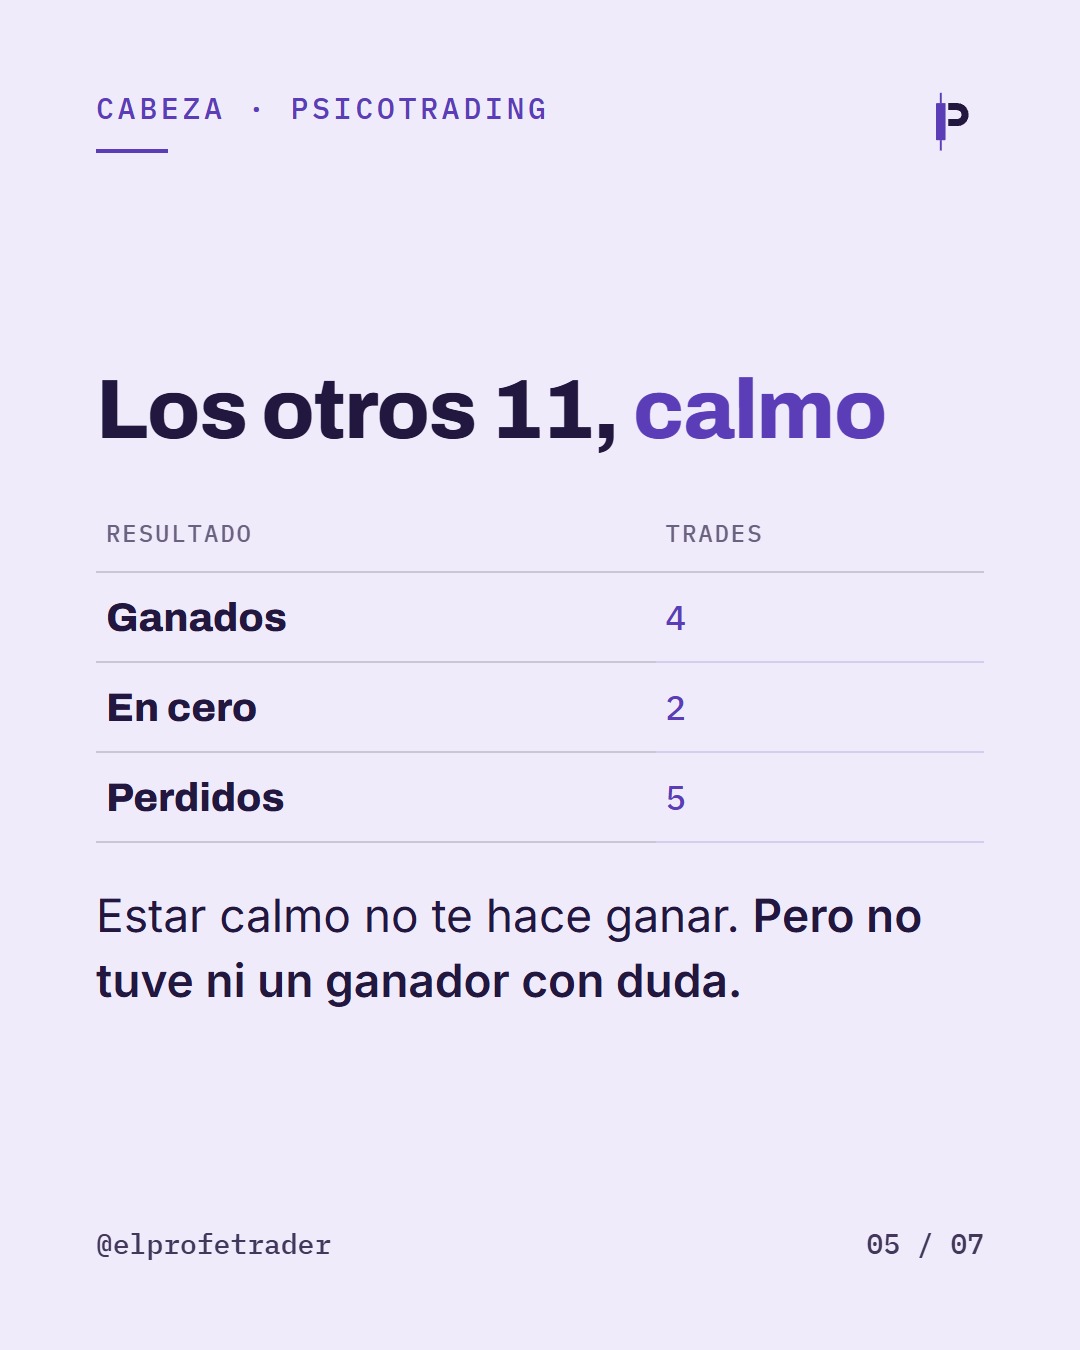 CABEZA · PSICOTRADING
Los otros 11, calmo
RESULTADO TRADES
Ganados 4
En cero 2
Perdidos 5
Estar calmo no te hace ganar. Pero no
tuve ni un ganador con duda.
@elprofetrader 05 / 07